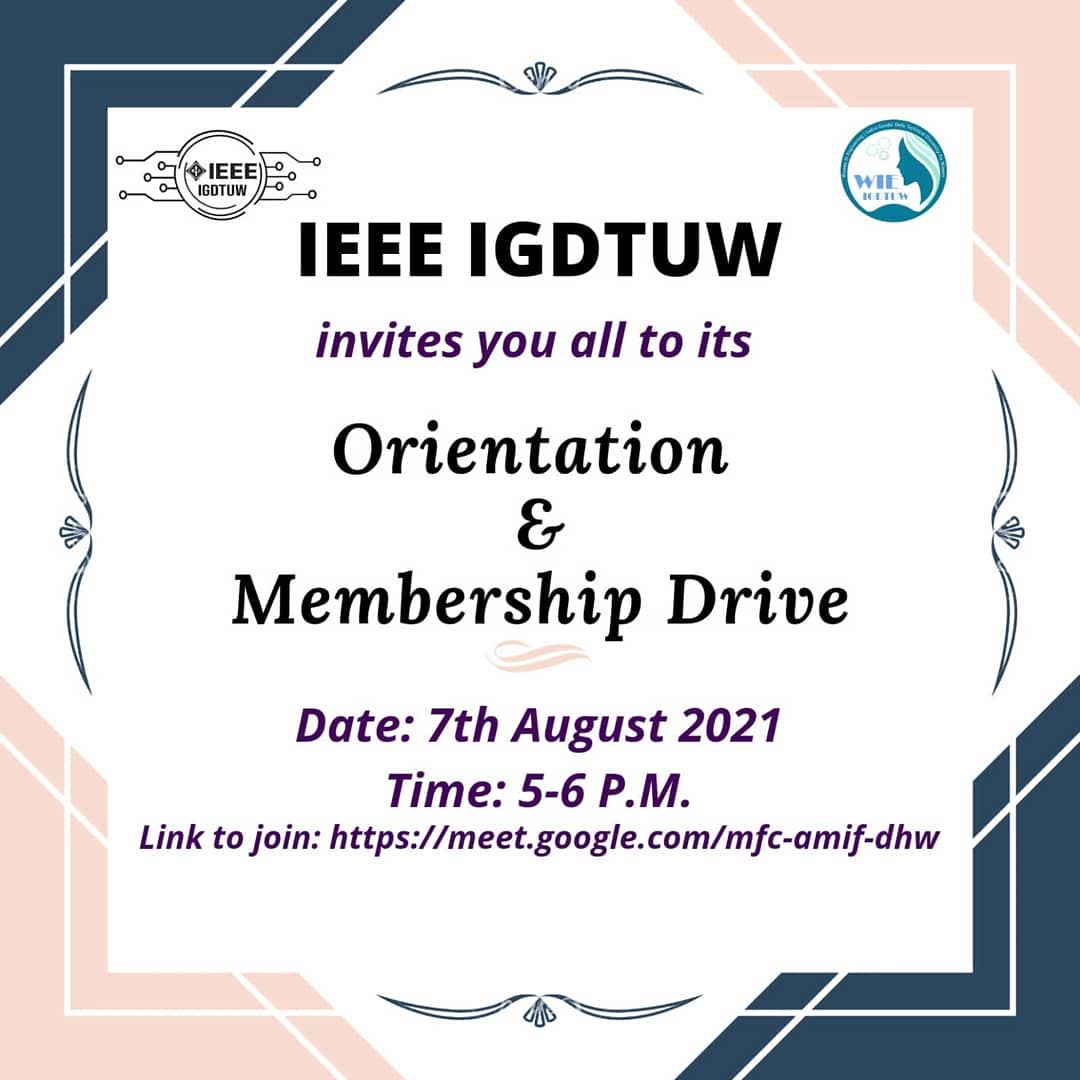 IEEE
IGDTUW
WIE
IGDTUW
IEEE IGDTUW
invites you all to its
Orientation
&
Membership Drive
Date: 7th August 2021
Time: 5-6 P.M.
Link to join: https://meet.google.com/mfc-amif-dhw